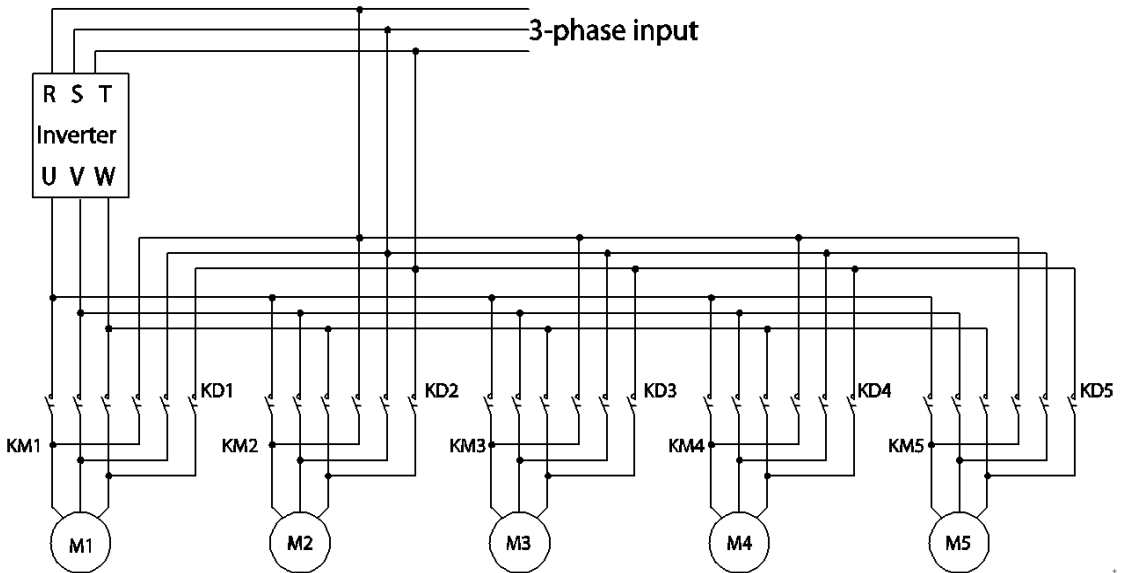 3-phase input
R S T
Inverter
U V W
KD1
KD2
KD3
KD4
KD5
KM1
KM2
KM3
KM4
KM5
M1
M2
M3
M4
M5